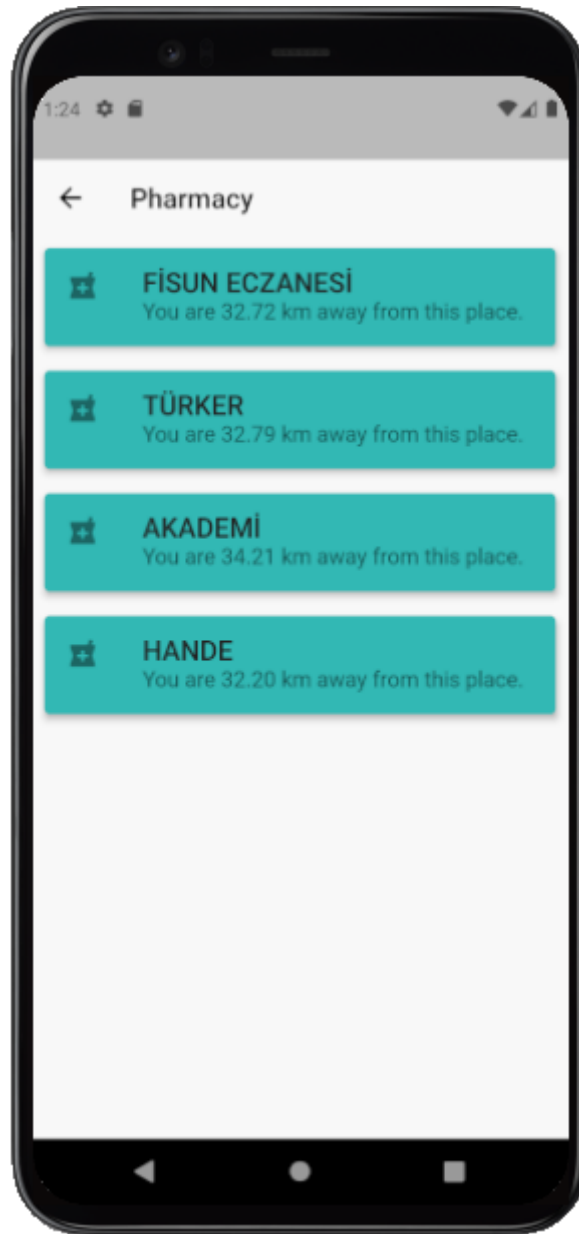 1:24
Pharmacy
FİSUN ECZANESİ
You are 32.72 km away from this place.
TÜRKER
You are 32.79 km away from this place.
AKADEMİ
You are 34.21 km away from this place.
HANDE
You are 32.20 km away from this place.